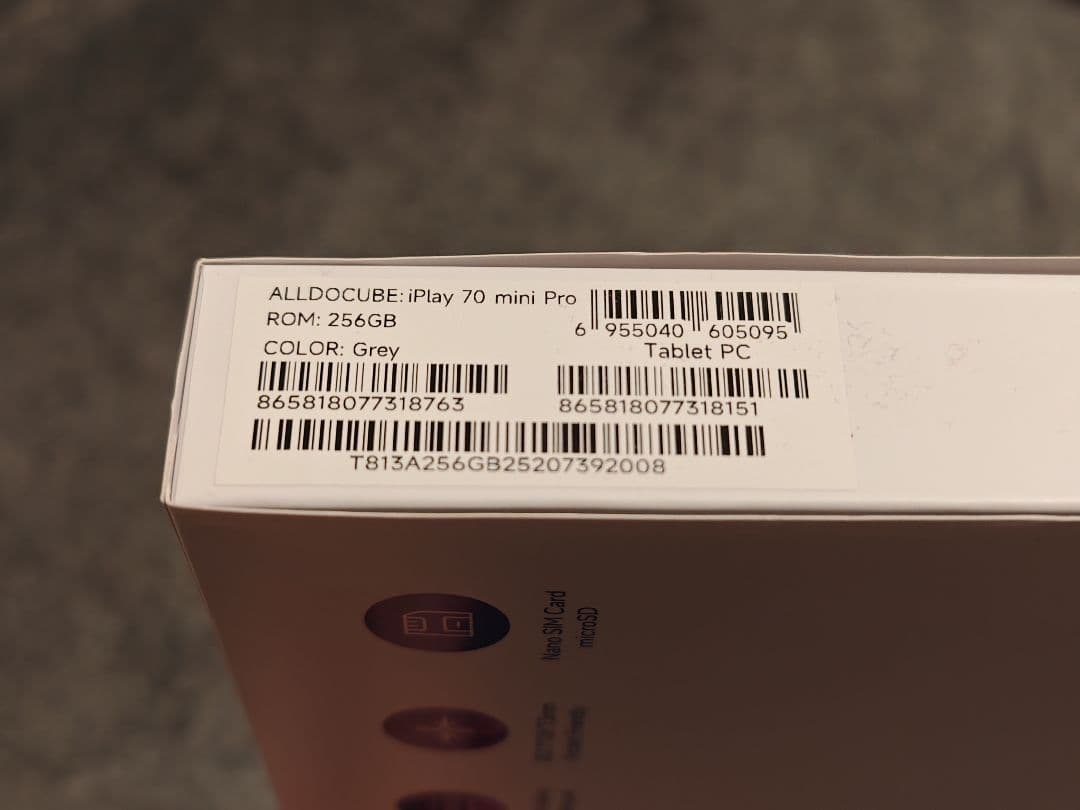 ALLDOCUBE: iPlay 70 mini Pro
ROM: 256GB
COLOR: Grey
6 955040 605095
Tablet PC
865818077318763
865818077318151
T813A256GB25207392008
Nano SIM Card
microSD